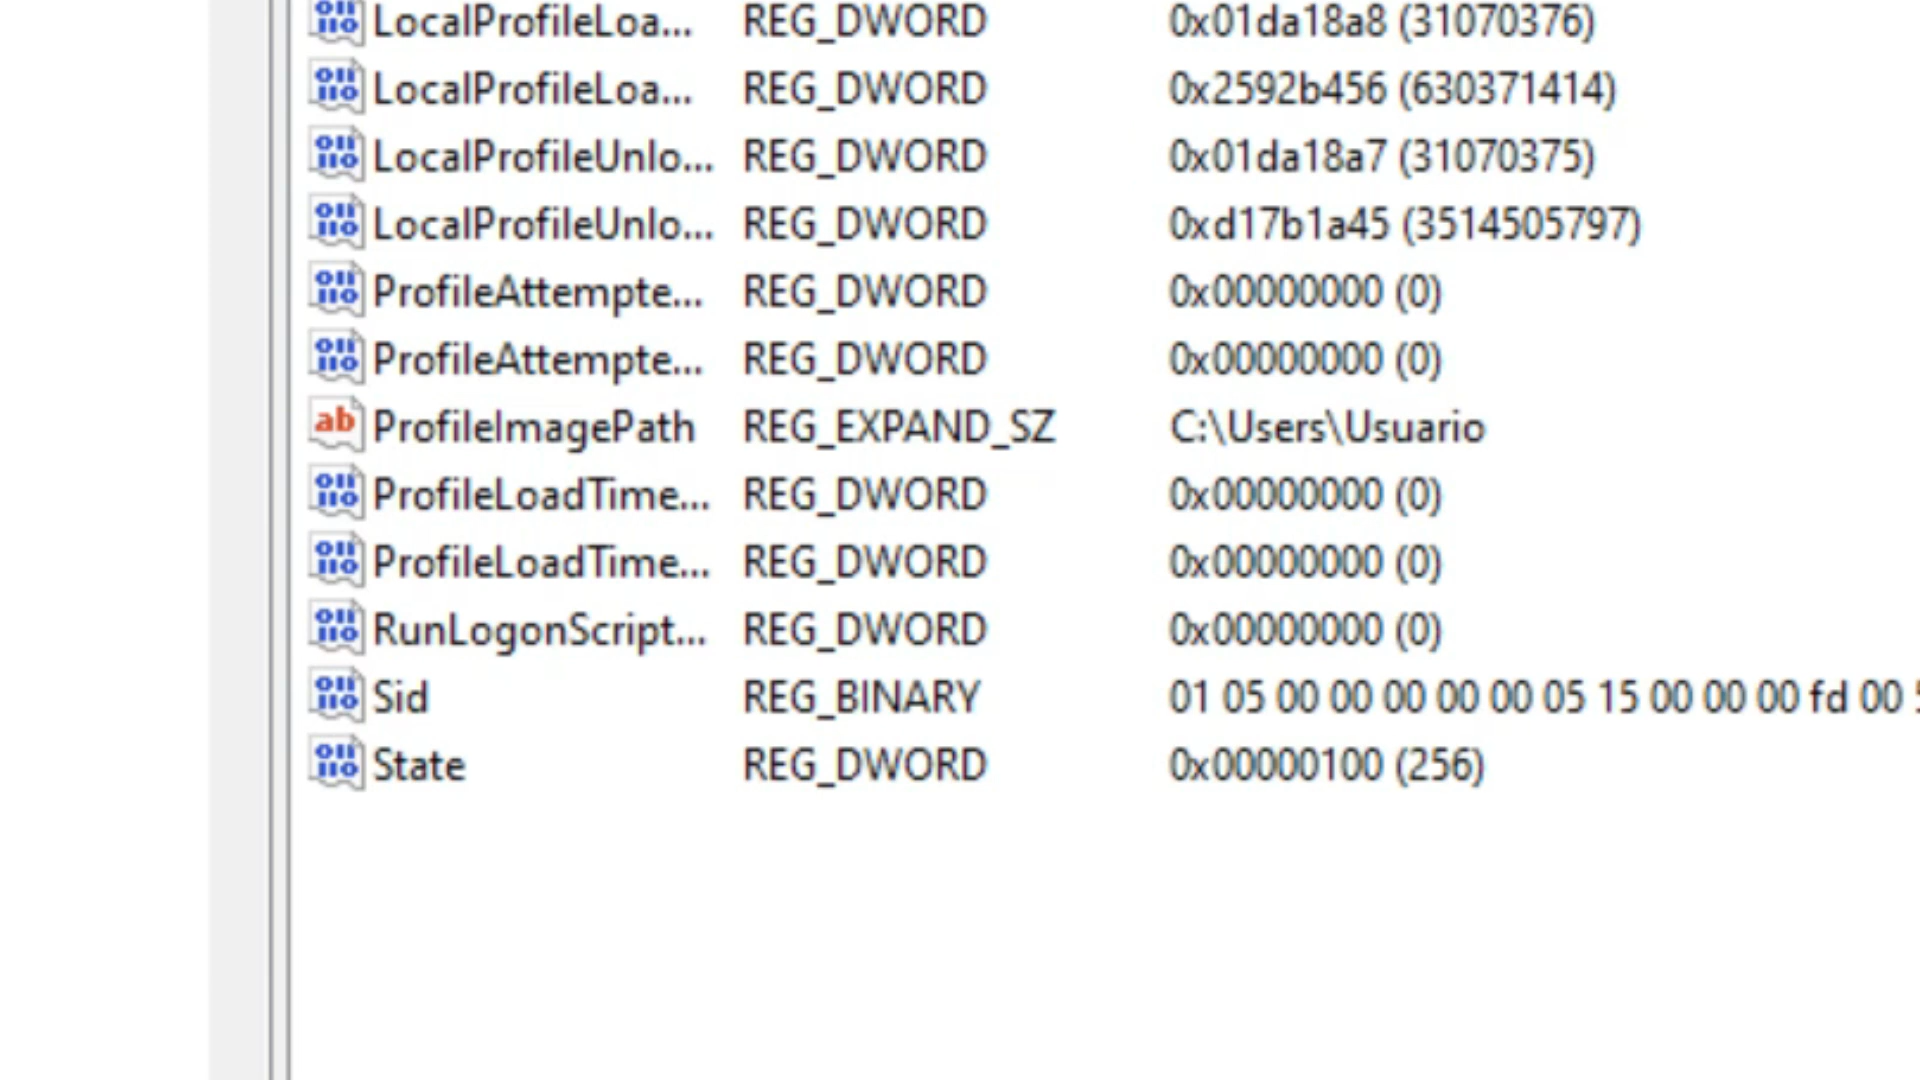 LocalProfileLoa... REG_DWORD 0x01da18a8 (31070376)
LocalProfileLoa... REG_DWORD 0x2592b456 (630371414)
LocalProfileUnlo... REG_DWORD 0x01da18a7 (31070375)
LocalProfileUnlo... REG_DWORD 0xd17b1a45 (3514505797)
ProfileAttempte... REG_DWORD 0x00000000 (0)
ProfileAttempte... REG_DWORD 0x00000000 (0)
ab ProfileImagePath REG_EXPAND_SZ C:\Users\Usuario
ProfileLoadTime... REG_DWORD 0x00000000 (0)
ProfileLoadTime... REG_DWORD 0x00000000 (0)
RunLogonScript... REG_DWORD 0x00000000 (0)
Sid REG_BINARY 01 05 00 00 00 00 00 05 15 00 00 00 fd 00
State REG_DWORD 0x00000100 (256)